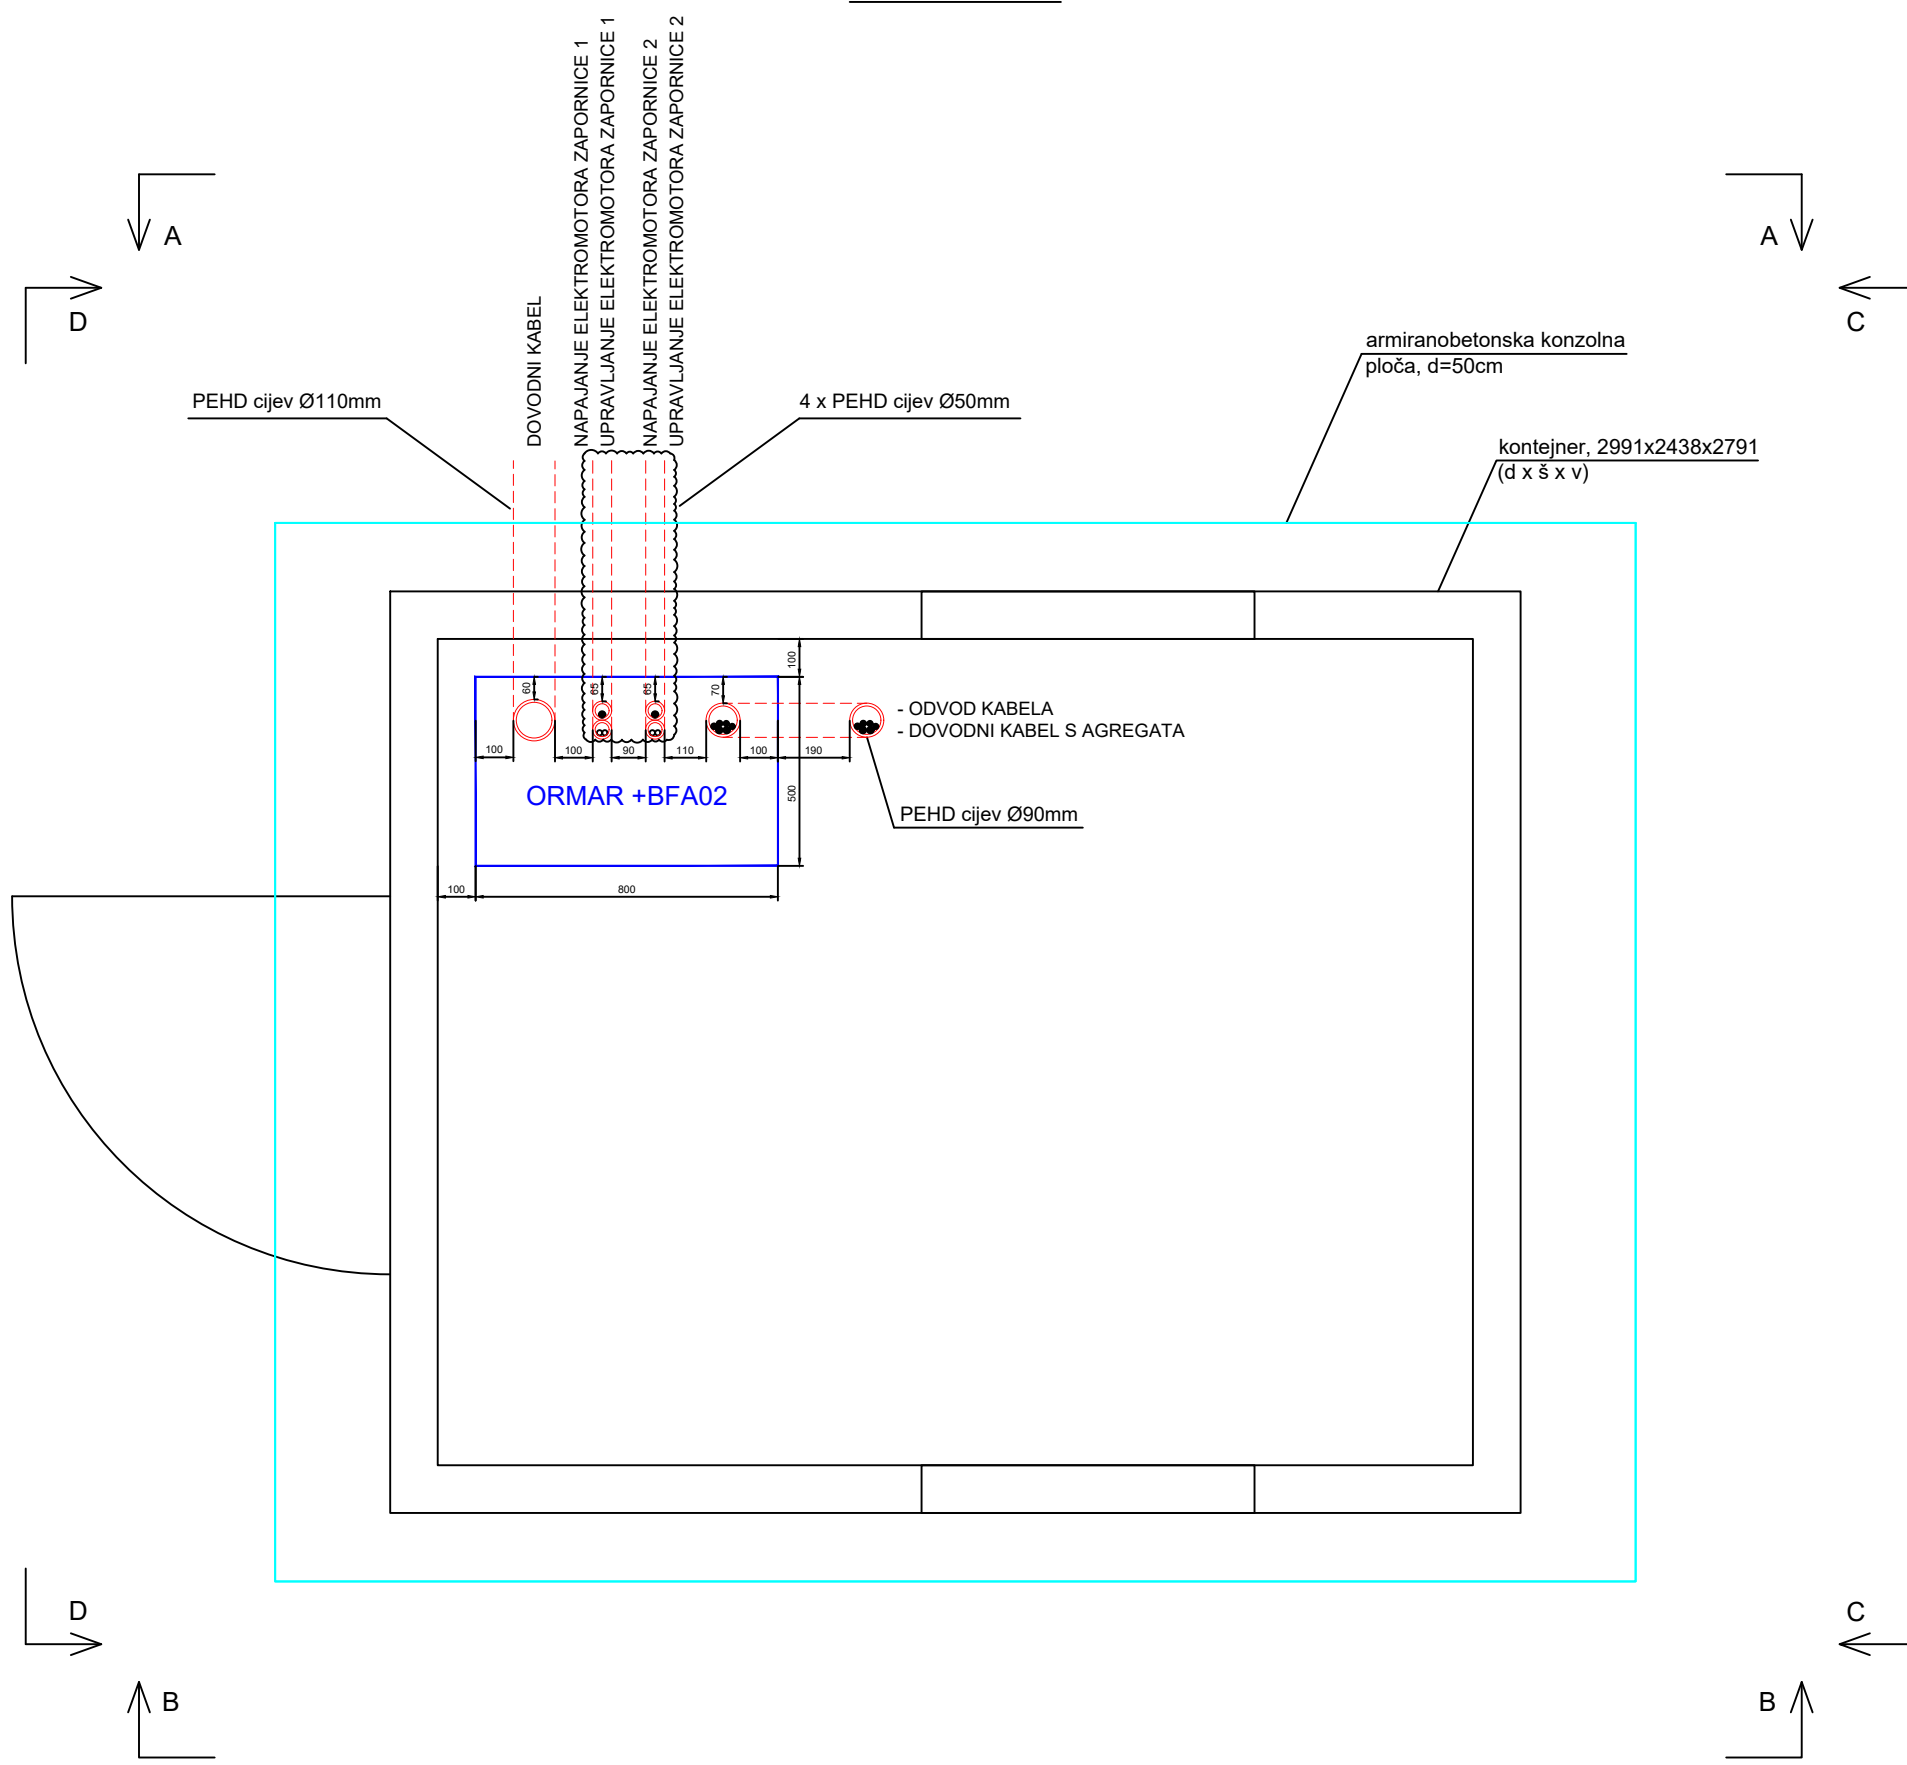 NAPAJANJE ELEKTROMOTORA ZAPORNICE 1
UPRAVLJANJE ELEKTROMOTORA ZAPORNICE 1
NAPAJANJE ELEKTROMOTORA ZAPORNICE 2
UPRAVLJANJE ELEKTROMOTORA ZAPORNICE 2
DOVODNI KABEL
A
A
D
C
armiranobetonska konzolna
ploča, d=50cm
PEHD cijev Ø110mm
4 x PEHD cijev Ø50mm
kontejner, 2991x2438x2791
(d x š x v)
100
60
65
65
70
- ODVOD KABELA
- DOVODNI KABEL S AGREGATA
100
100
90
110
100
190
500
ORMAR +BFA02
PEHD cijev Ø90mm
100
800
D
C
B
B